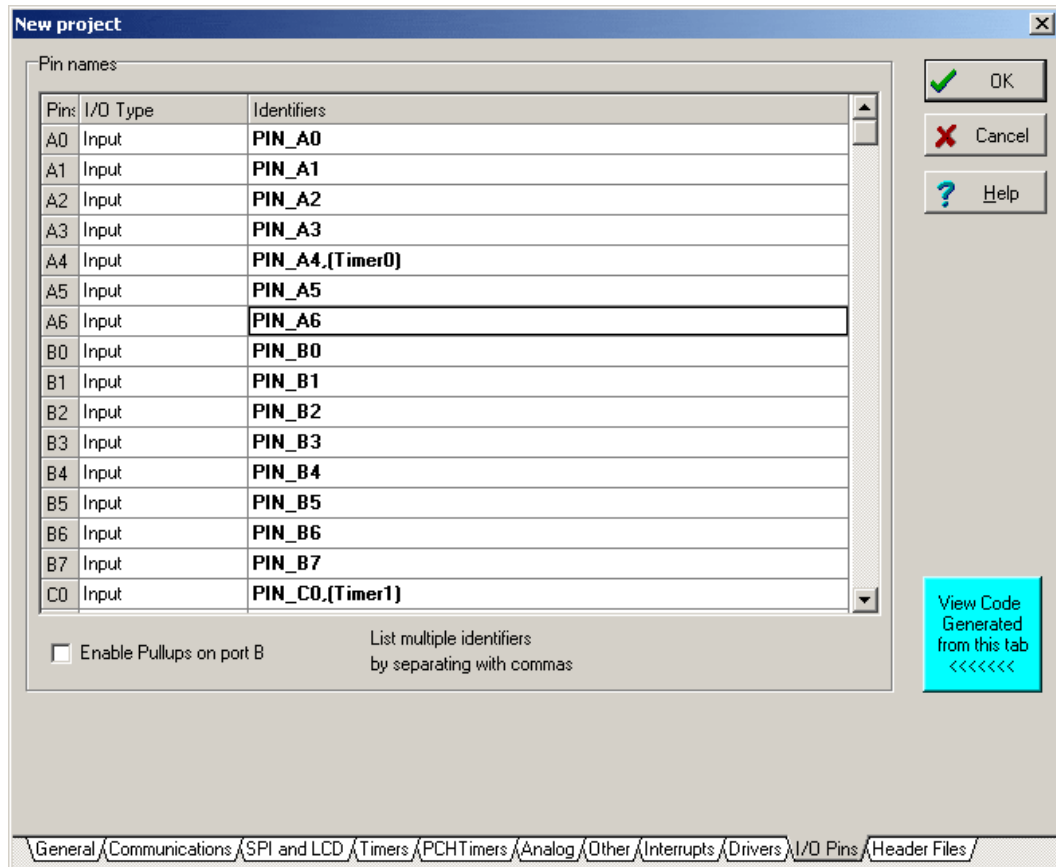 New project
Pin names
OK
Cancel
Help
Pins I/O Type Identifiers
A0 Input PIN_A0
A1 Input PIN_A1
A2 Input PIN_A2
A3 Input PIN_A3
A4 Input PIN_A4,(Timer0)
A5 Input PIN_A5
A6 Input PIN_A6
B0 Input PIN_B0
B1 Input PIN_B1
B2 Input PIN_B2
B3 Input PIN_B3
B4 Input PIN_B4
B5 Input PIN_B5
B6 Input PIN_B6
B7 Input PIN_B7
C0 Input PIN_C0,(Timer1)
Enable Pullups on port B
List multiple identifiers
by separating with commas
View Code
Generated
from this tab
<<<<<<<
General Communications SPI and LCD Timers PCHTimers Analog Other Interrupts Drivers I/O Pins Header Files